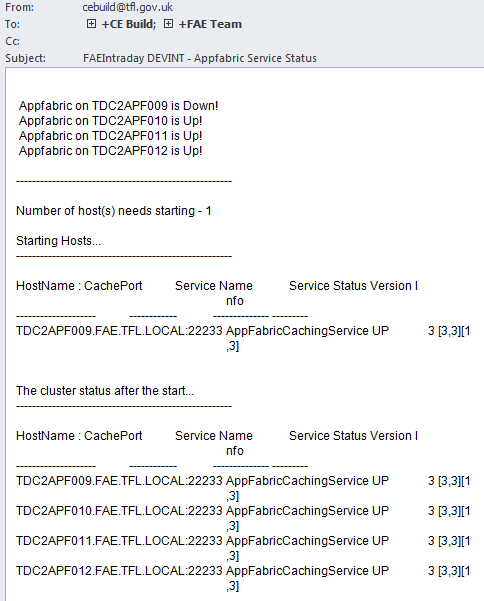 From: cebuild@tfl.gov.uk
To: +CE Build; +FAE Team
Cc:
Subject: FAEIntraday DEVINT - Appfabric Service Status
Appfabric on TDC2APF009 is Down!
Appfabric on TDC2APF010 is Up!
Appfabric on TDC2APF011 is Up!
Appfabric on TDC2APF012 is Up!
------------------------------------------------------
Number of host(s) needs starting - 1
Starting Hosts...
------------------------------------------------------
HostName : CachePort Service Name Service Status Version I
nfo
-------------------- ------------ -------------- ---------
TDC2APF009.FAE.TFL.LOCAL:22233 AppFabricCachingService UP 3 [3,3][1
,3]
The cluster status after the start...
------------------------------------------------------
HostName : CachePort Service Name Service Status Version I
nfo
-------------------- ------------ -------------- ---------
TDC2APF009.FAE.TFL.LOCAL:22233 AppFabricCachingService UP 3 [3,3][1
,3]
TDC2APF010.FAE.TFL.LOCAL:22233 AppFabricCachingService UP 3 [3,3][1
,3]
TDC2APF011.FAE.TFL.LOCAL:22233 AppFabricCachingService UP 3 [3,3][1
,3]
TDC2APF012.FAE.TFL.LOCAL:22233 AppFabricCachingService UP 3 [3,3][1
,3]